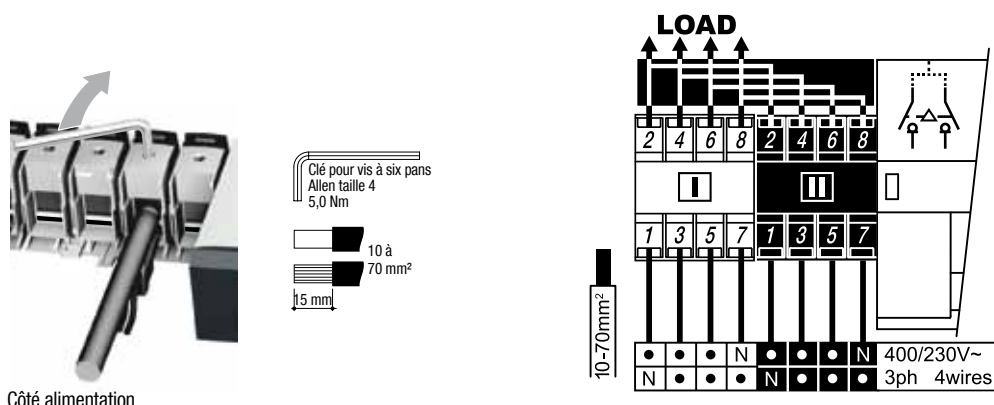 Clé pour vis à six pans
Allen taille 4
5,0 Nm
10 à
70 mm²
15 mm
Côté alimentation
LOAD
2 4 6 8 2 4 6 8
I II
1 3 5 7 1 3 5 7
10-70mm²
N N 400/230V~
N N 3ph 4wires